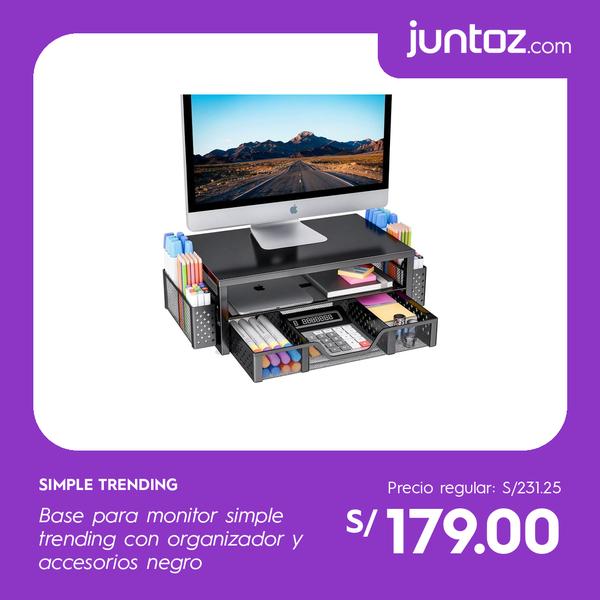 juntoz.com
SIMPLE TRENDING
Base para monitor simple
trending con organizador y
accesorios negro
Precio regular: S/231.25
S/179.00